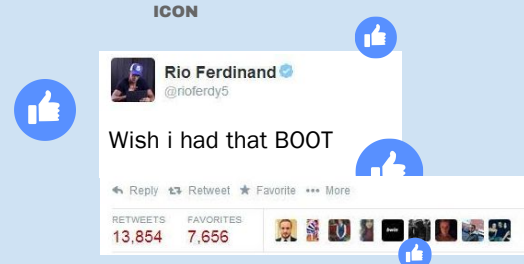 ICON
Rio Ferdinand
@rioferdy5
Wish i had that BOOT
Reply Retweet Favorite More
RETWEETS FAVORITES
13,854 7,656